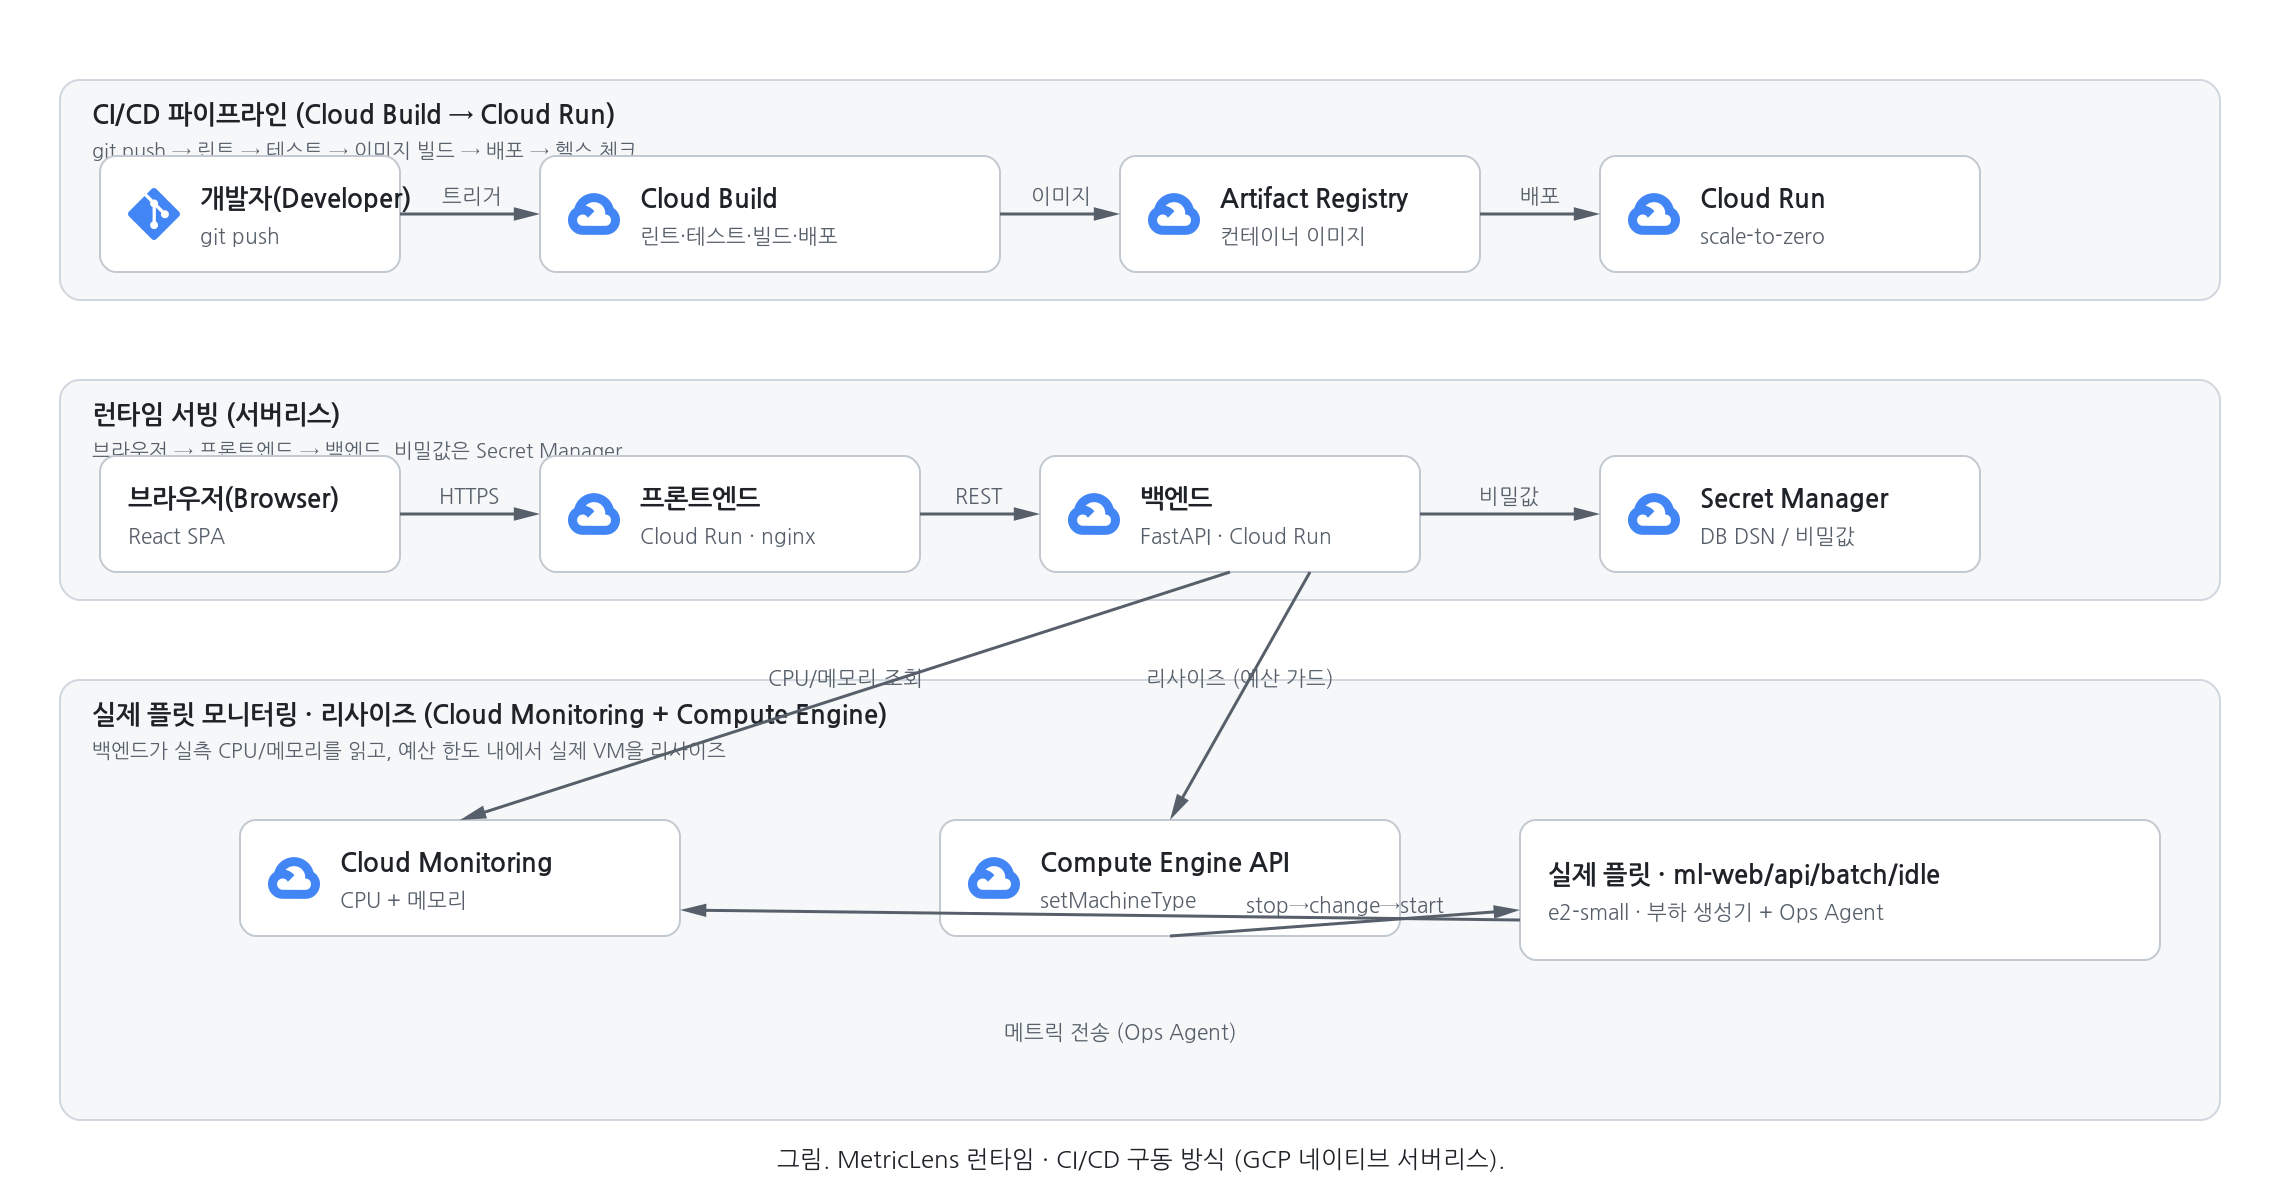 CI/CD 파이프라인 (Cloud Build → Cloud Run)
git push → 린트 → 테스트 → 이미지 빌드 → 배포 → 헬스 체크
개발자(Developer)
git push
트리거
Cloud Build
린트·테스트·빌드·배포
이미지
Artifact Registry
컨테이너 이미지
배포
Cloud Run
scale-to-zero
런타임 서빙 (서버리스)
브라우저 → 프론트엔드 → 백엔드, 비밀값은 Secret Manager
브라우저(Browser)
React SPA
HTTPS
프론트엔드
Cloud Run · nginx
REST
백엔드
FastAPI · Cloud Run
비밀값
Secret Manager
DB DSN / 비밀값
CPU/메모리 조회
리사이즈 (예산 가드)
실제 플릿 모니터링 · 리사이즈 (Cloud Monitoring + Compute Engine)
백엔드가 실측 CPU/메모리를 읽고, 예산 한도 내에서 실제 VM을 리사이즈
Cloud Monitoring
CPU + 메모리
Compute Engine API
setMachineType
stop→change→start
실제 플릿 · ml-web/api/batch/idle
e2-small · 부하 생성기 + Ops Agent
메트릭 전송 (Ops Agent)
그림. MetricLens 런타임 · CI/CD 구동 방식 (GCP 네이티브 서버리스).